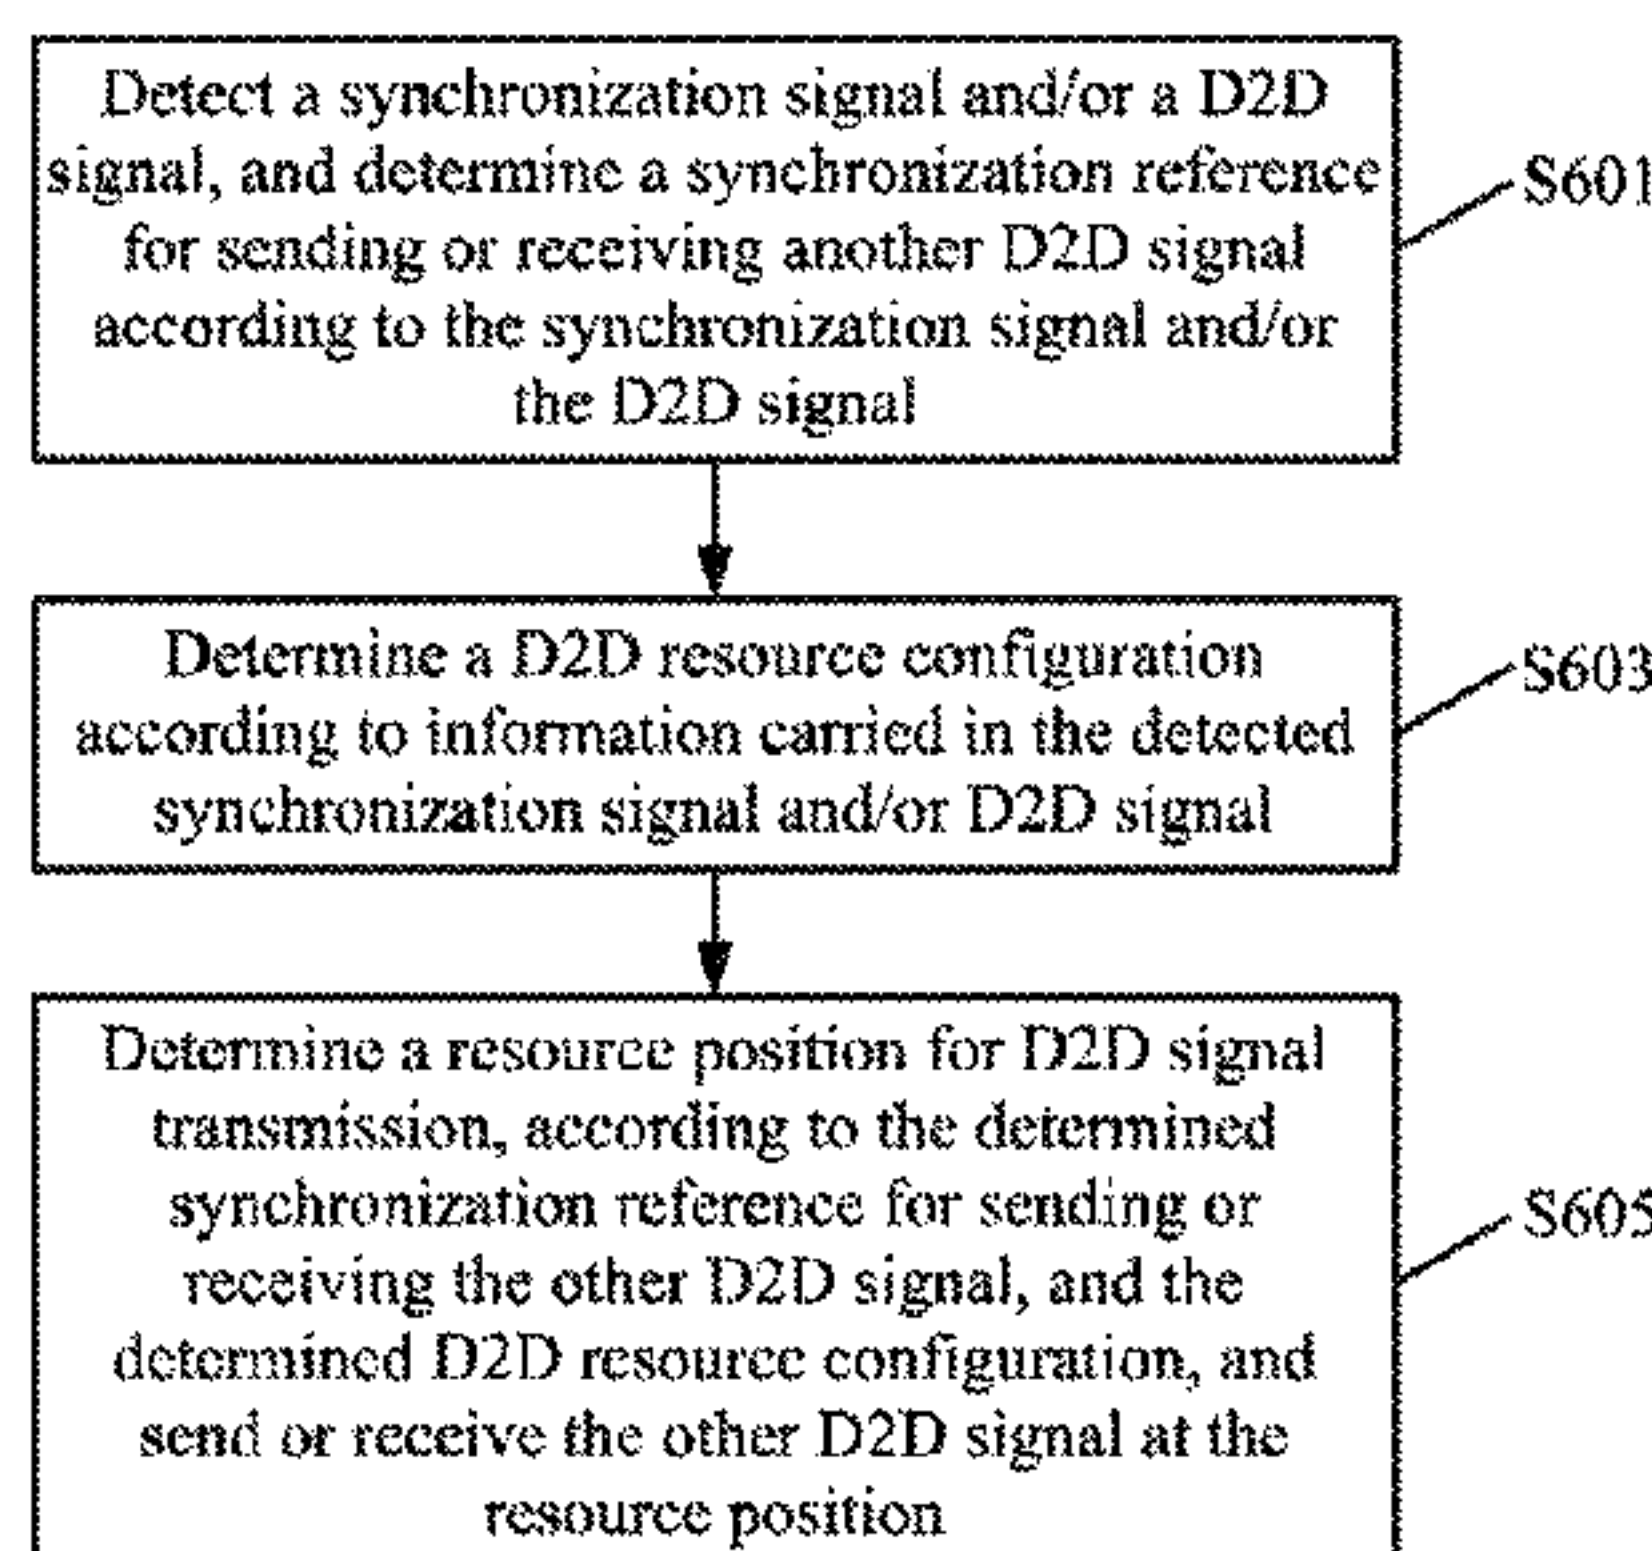 Detect a synchronization signal and/or a D2D
signal, and determine a synchronization reference
for sending or receiving another D2D signal
according to the synchronization signal and/or
the D2D signal
S601
Determine a D2D resource configuration
according to information carried in the detected
synchronization signal and/or D2D signal
S603
Determine a resource position for D2D signal
transmission, according to the determined
synchronization reference for sending or
receiving the other D2D signal, and the
determined D2D resource configuration, and
send or receive the other D2D signal at the
resource position
S605